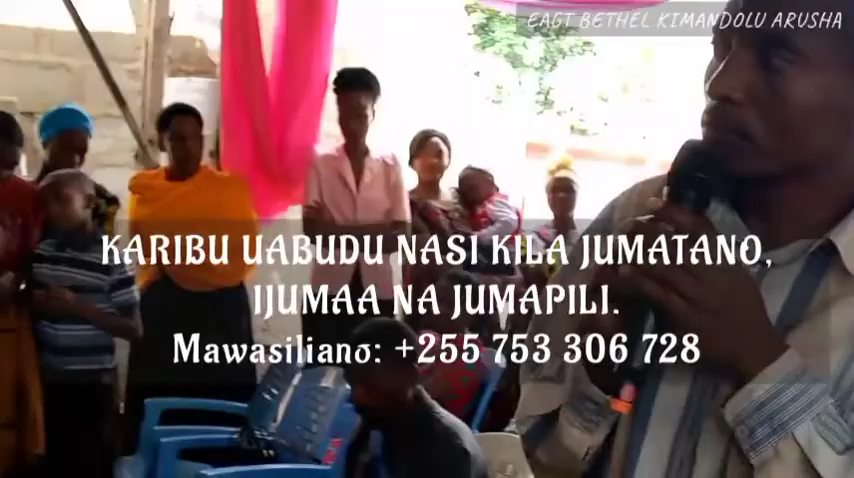 EAGT BETHEL KIMANDOLU ARUSHA
KARIBU UABUDU NASI KILA JUMATANO,
IJUMAA NA JUMAPILI.
Mawasiliano: +255 753 306 728